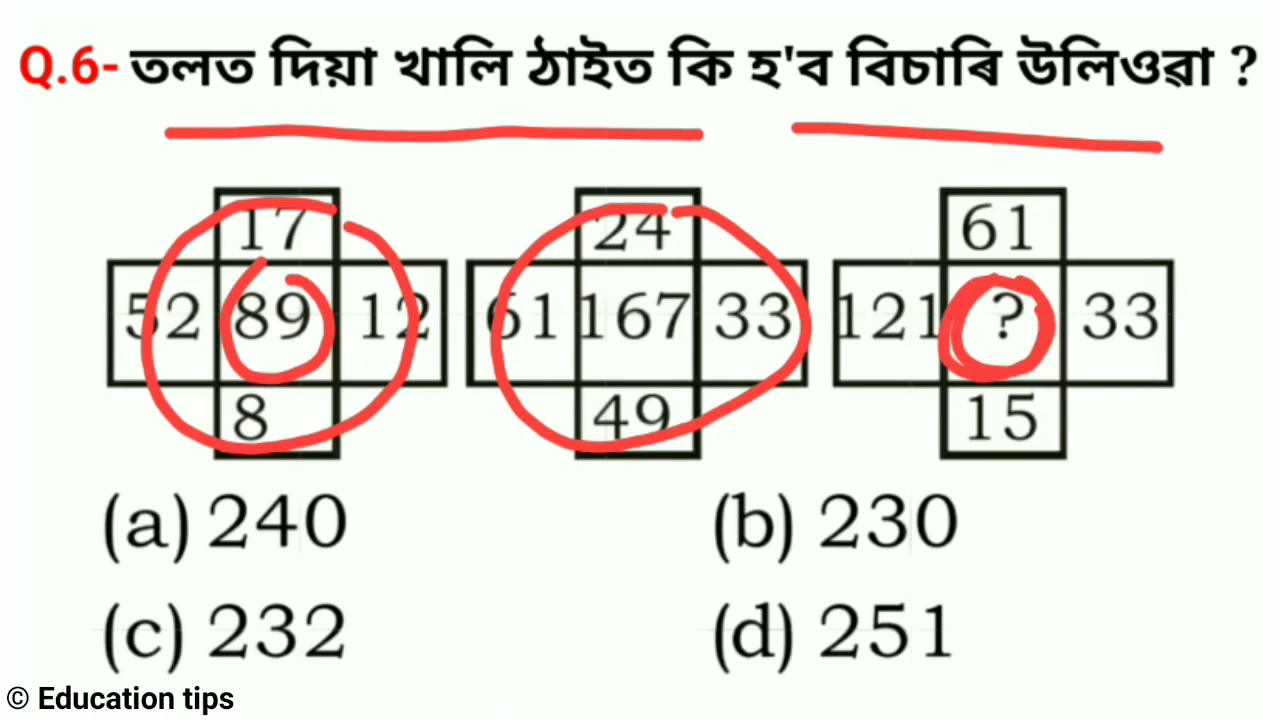 Q.6- তলত দিয়া খালি ঠাইত কি হ'ব বিচাৰি উলিওৱা ?
17 24 61
52 89 12 61 167 33 121 ? 33
8 49 15
(a) 240 (b) 230
(c) 232 (d) 251
© Education tips